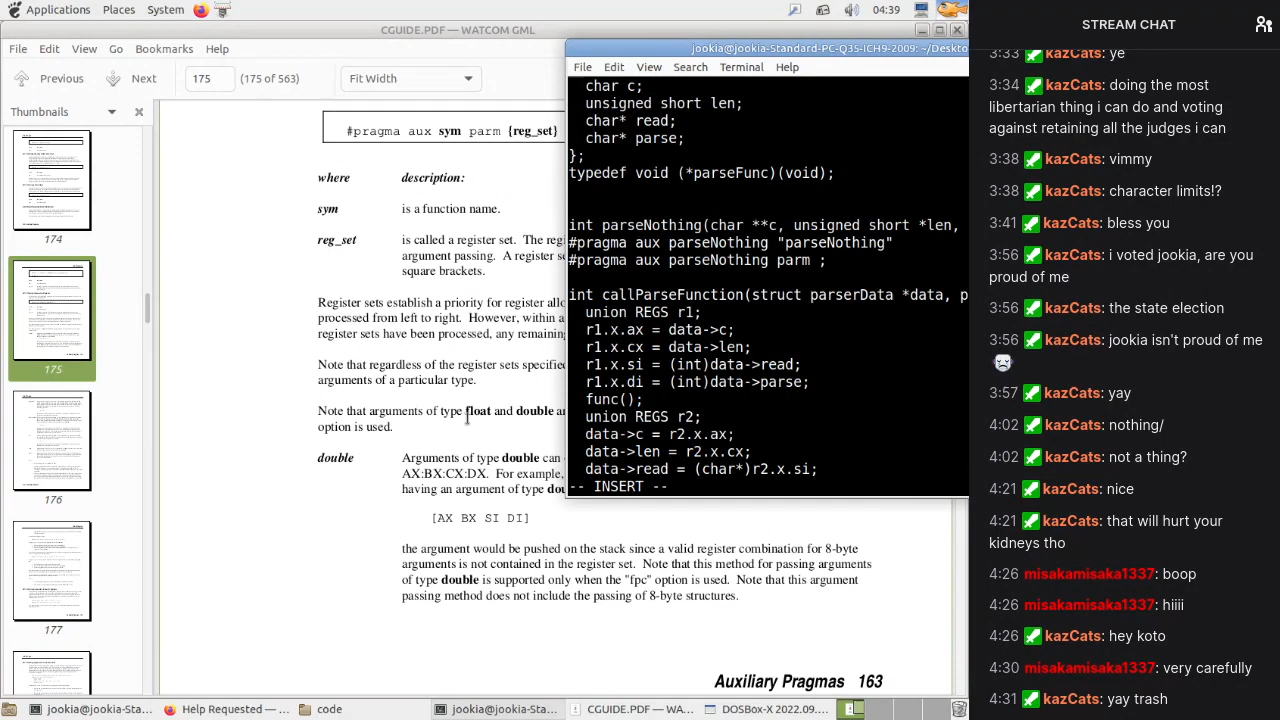 Applications Places System 04:39
CGUIDE.PDF — WATCOM GML
File Edit View Go Bookmarks Help
Previous Next 175 (175 of 563) Fit Width
Thumbnails
174
175
176
177
#pragma aux sym parm {reg_set}
where description:
sym is a function name.
reg_set is called a register set. The reg
argument passing. A register se
square brackets.
Register sets establish a priority for register allo
processed from left to right. However, within a
register sets have been processed, any remaining
Note that regardless of the register sets specified
arguments of a particular type.
Note that arguments of type
option is used.
double Arguments of type double can
AX:BX:CX:DX. For example,
having an argument of type dou
[AX BX SI DI]
the argument would be pushed on the stack since a valid register combination for 8-byte
arguments is not contained in the register set. Note that this method for passing arguments
of type double is supported only when the "fpc" option is used. Note that this argument
passing method does not include the passing of 8-byte structures.
Auxiliary Pragmas 163
jookia@jookia-Standard-PC-Q35-ICH9-2009: ~/Deskto
File Edit View Search Terminal Help
char c;
unsigned short len;
char* read;
char* parse;
};
typedef void (*parserFunc)(void);
int parseNothing(char **c, unsigned short *len,
#pragma aux parseNothing "parseNothing"
#pragma aux parseNothing parm ;
int callParseFunction(struct parserData *data, p
union REGS r1;
r1.x.ax = data->c;
r1.x.cx = data->len;
r1.x.si = (int)data->read;
r1.x.di = (int)data->parse;
func();
union REGS r2;
data->c = r2.x.ax;
data->len = r2.x.cx;
data->read = (char*)r2.x.si;
-- INSERT --
jookia@jookia-Sta... Help Requested — ... co jookia@jookia-Sta... CGUIDE.PDF — WA... DOSBox-X 2022.09....
STREAM CHAT
3:33 kazCats: ye
3:34 kazCats: doing the most
libertarian thing i can do and voting
against retaining all the judges i can
3:38 kazCats: vimmy
3:38 kazCats: character limits!?
3:41 kazCats: bless you
3:56 kazCats: i voted jookia, are you
proud of me
3:56 kazCats: the state election
3:56 kazCats: jookia isn't proud of me
3:57 kazCats: yay
4:02 kazCats: nothing/
4:02 kazCats: not a thing?
4:21 kazCats: nice
4:21 kazCats: that will hurt your
kidneys tho
4:26 misakamisaka1337: boop
4:26 misakamisaka1337: hiiii
4:26 kazCats: hey koto
4:30 misakamisaka1337: very carefully
4:31 kazCats: yay trash